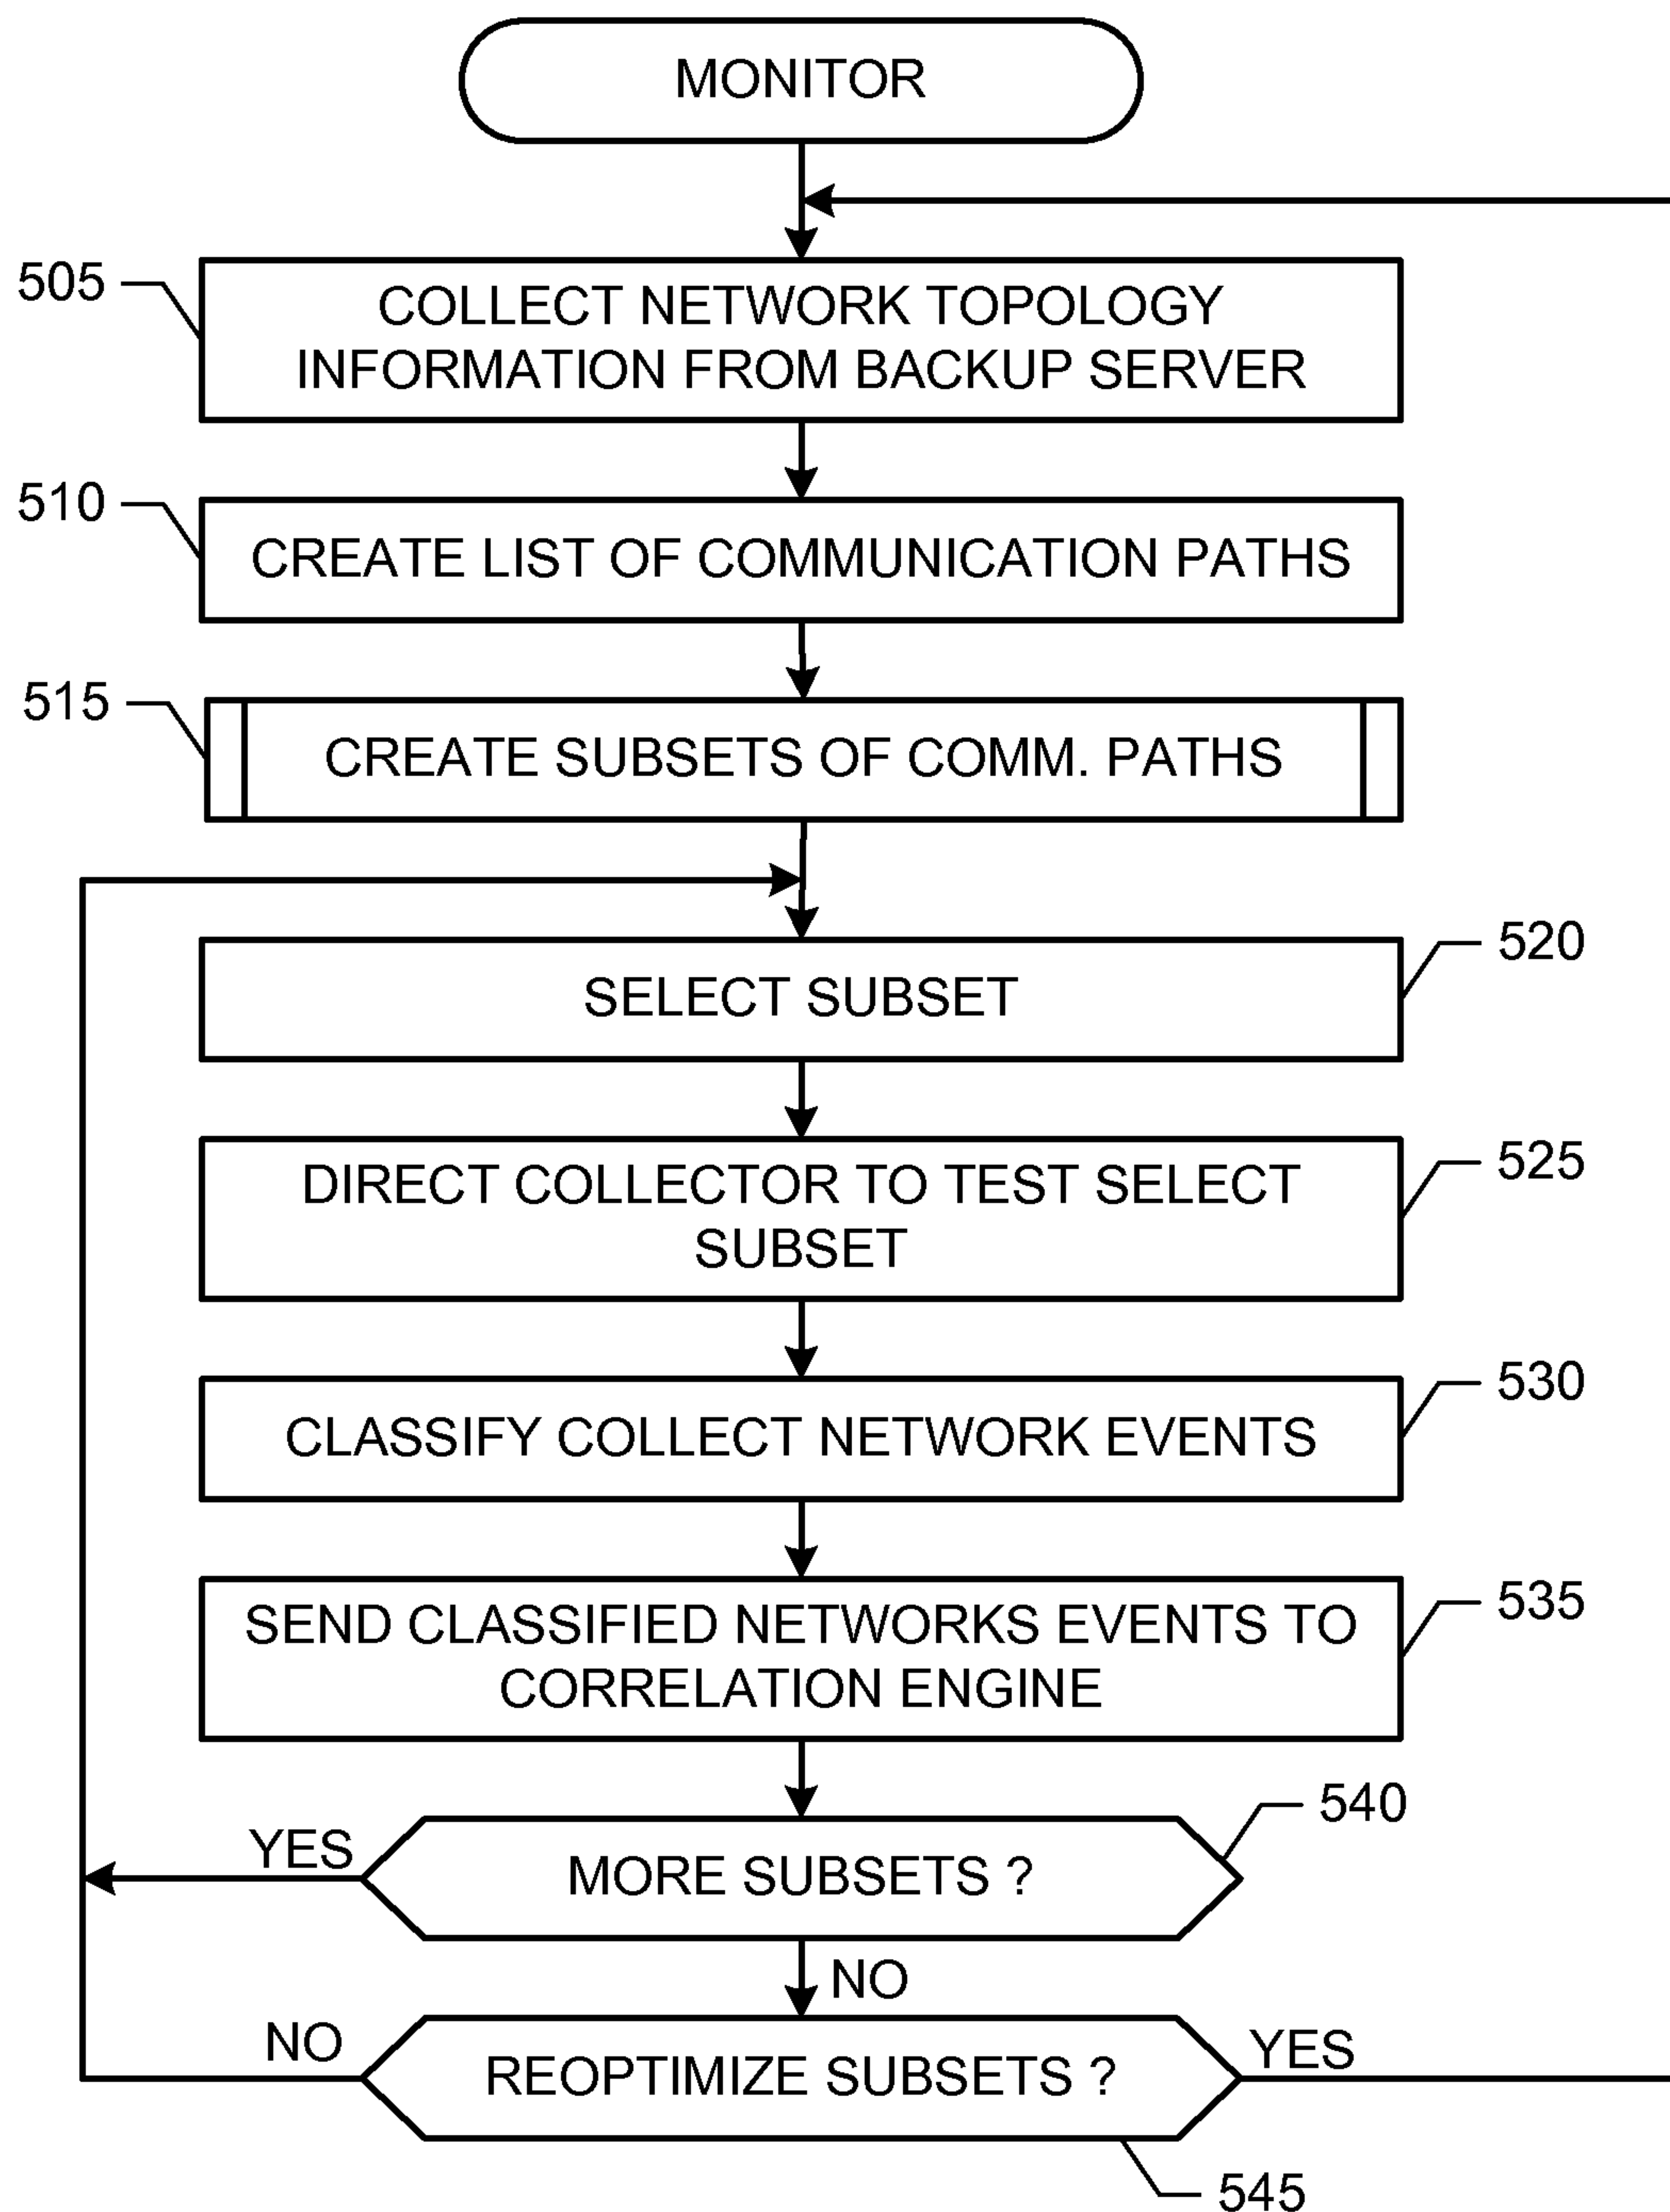 MONITOR
505
COLLECT NETWORK TOPOLOGY
INFORMATION FROM BACKUP SERVER
510
CREATE LIST OF COMMUNICATION PATHS
515
CREATE SUBSETS OF COMM. PATHS
520
SELECT SUBSET
525
DIRECT COLLECTOR TO TEST SELECT
SUBSET
530
CLASSIFY COLLECT NETWORK EVENTS
535
SEND CLASSIFIED NETWORKS EVENTS TO
CORRELATION ENGINE
540
YES
MORE SUBSETS ?
NO
NO
REOPTIMIZE SUBSETS ?
YES
545